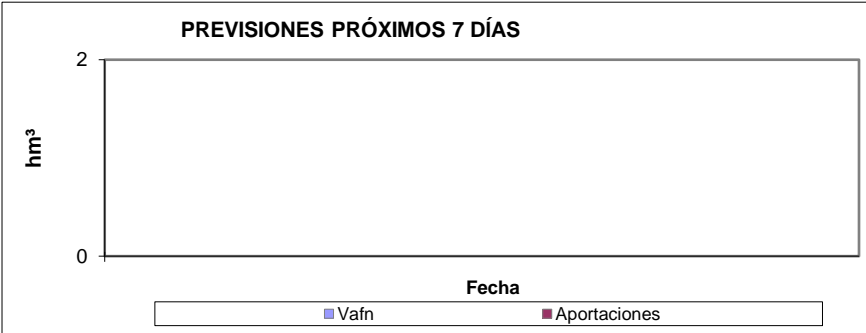 PREVISIONES PRÓXIMOS 7 DÍAS
2
hm³
0
Fecha
Vafn Aportaciones